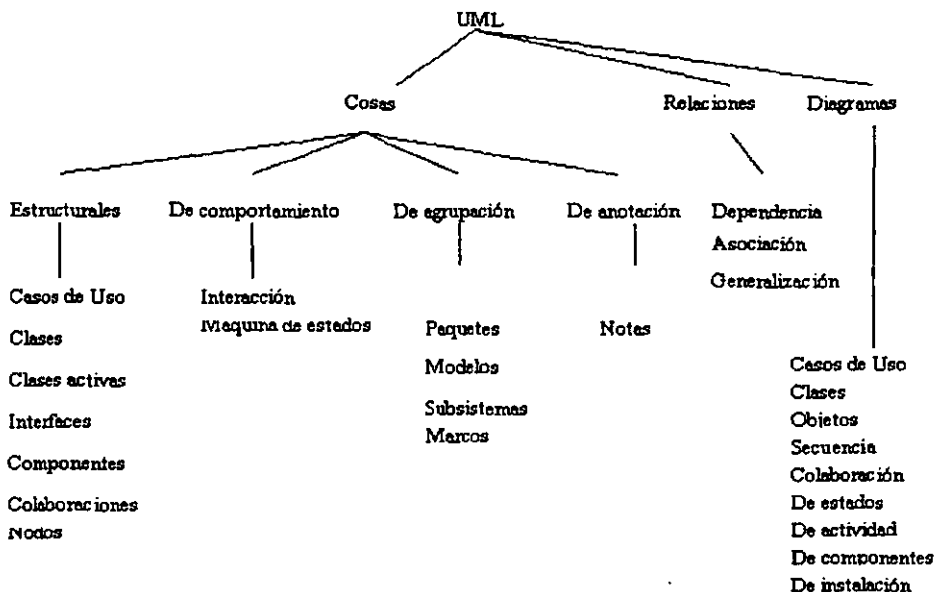 UML
Cosas
Relaciones
Diagramas
Estructurales
De comportamiento
De agrupación
De anotación
Dependencia
Asociación
Generalización
Casos de Uso
Clases
Clases activas
Interfaces
Componentes
Colaboraciones
Nodos
Interacción
Maquina de estados
Paquetes
Modelos
Subsistemas
Marcos
Notas
Casos de Uso
Clases
Objetos
Secuencia
Colaboración
De estados
De actividad
De componentes
De instalación